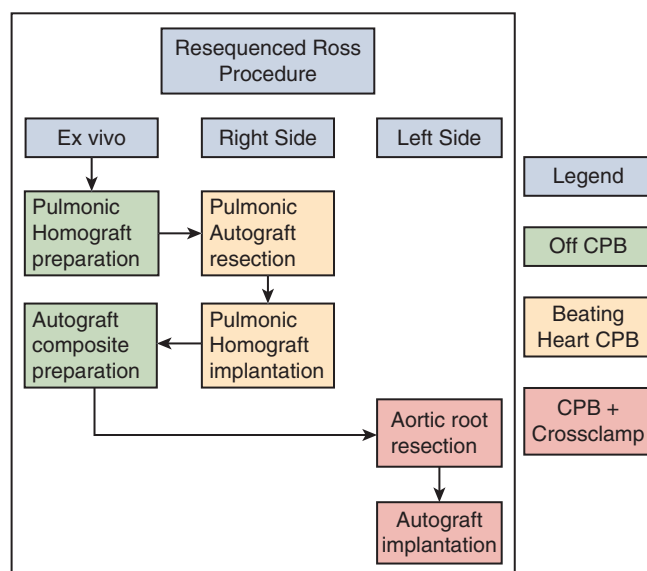 Resequenced Ross
Procedure
Ex vivo
Right Side
Left Side
Pulmonic
Homograft
preparation
Pulmonic
Autograft
resection
Autograft
composite
preparation
Pulmonic
Homograft
implantation
Aortic root
resection
Autograft
implantation
Legend
Off CPB
Beating
Heart CPB
CPB +
Crossclamp